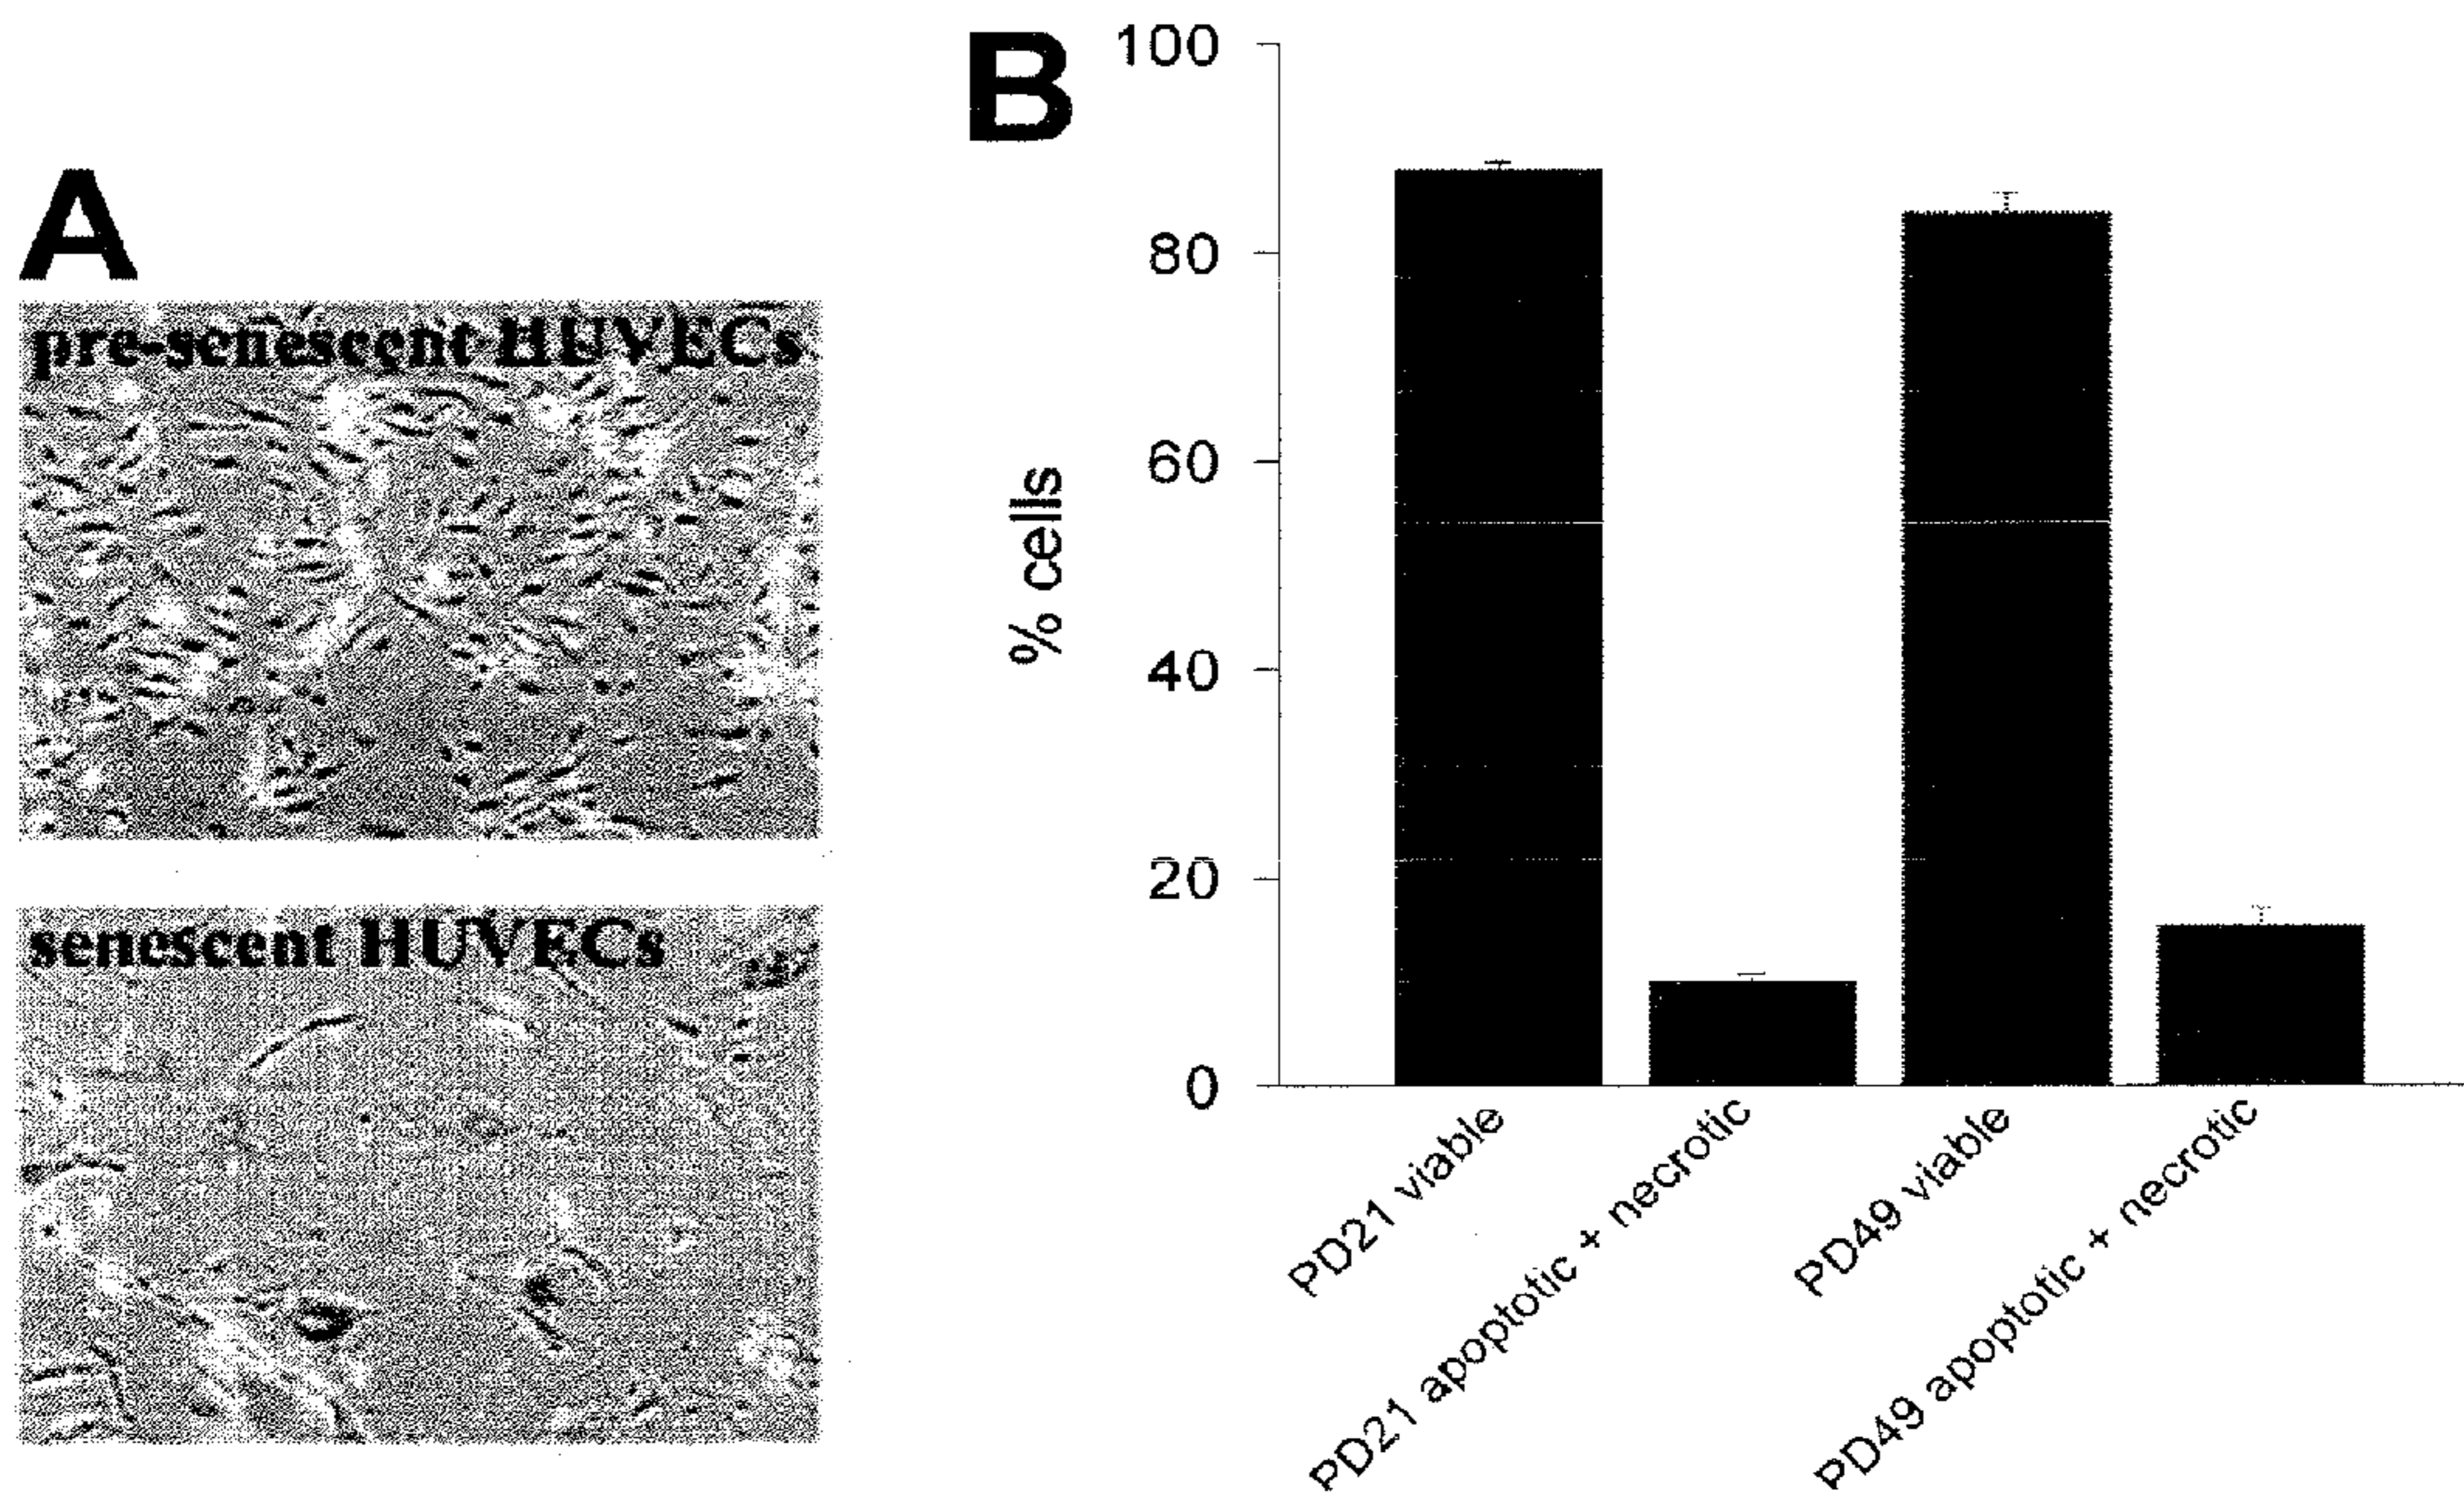 A
pre-senescent HUVECs
senescent HUVECs
B
100
80
60
40
20
0
% cells
PD21 viable
PD21 apoptotic + necrotic
PD49 viable
PD49 apoptotic + necrotic